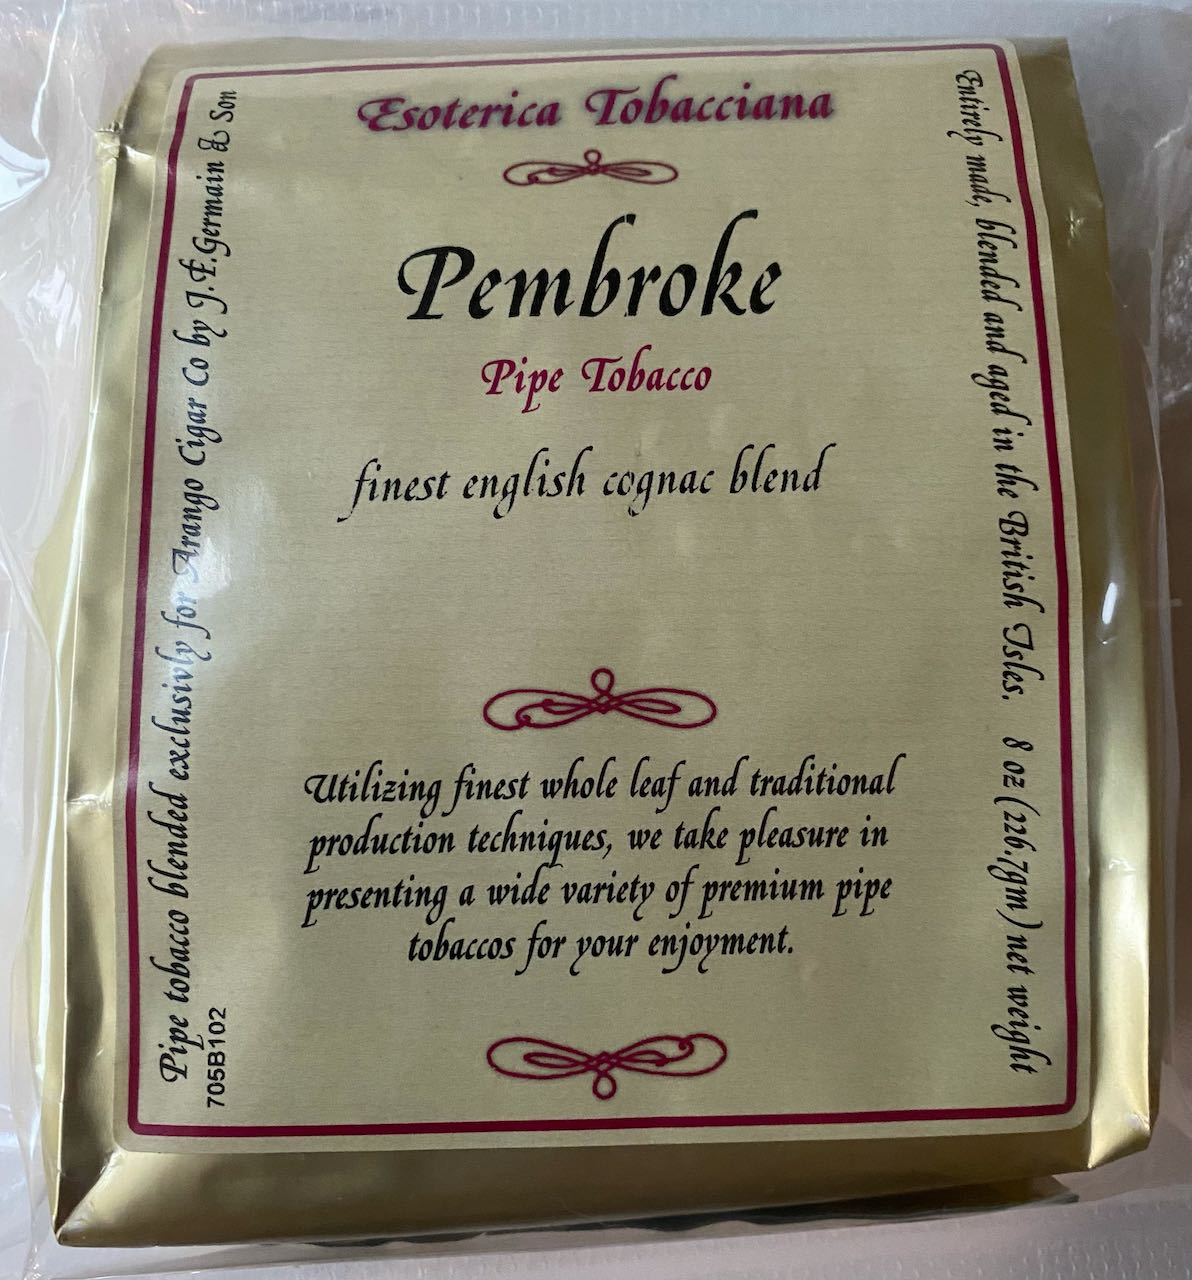 Esoterica Tobacciana
Pembroke
Pipe Tobacco
finest english cognac blend
Utilizing finest whole leaf and traditional
production techniques, we take pleasure in
presenting a wide variety of premium pipe
tobaccos for your enjoyment.
Pipe tobacco blended exclusivly for Arango Cigar Co by J.E.Germain & Son
705B102
Entirely made, blended and aged in the British Isles. 8 oz (226.7gm) net weight